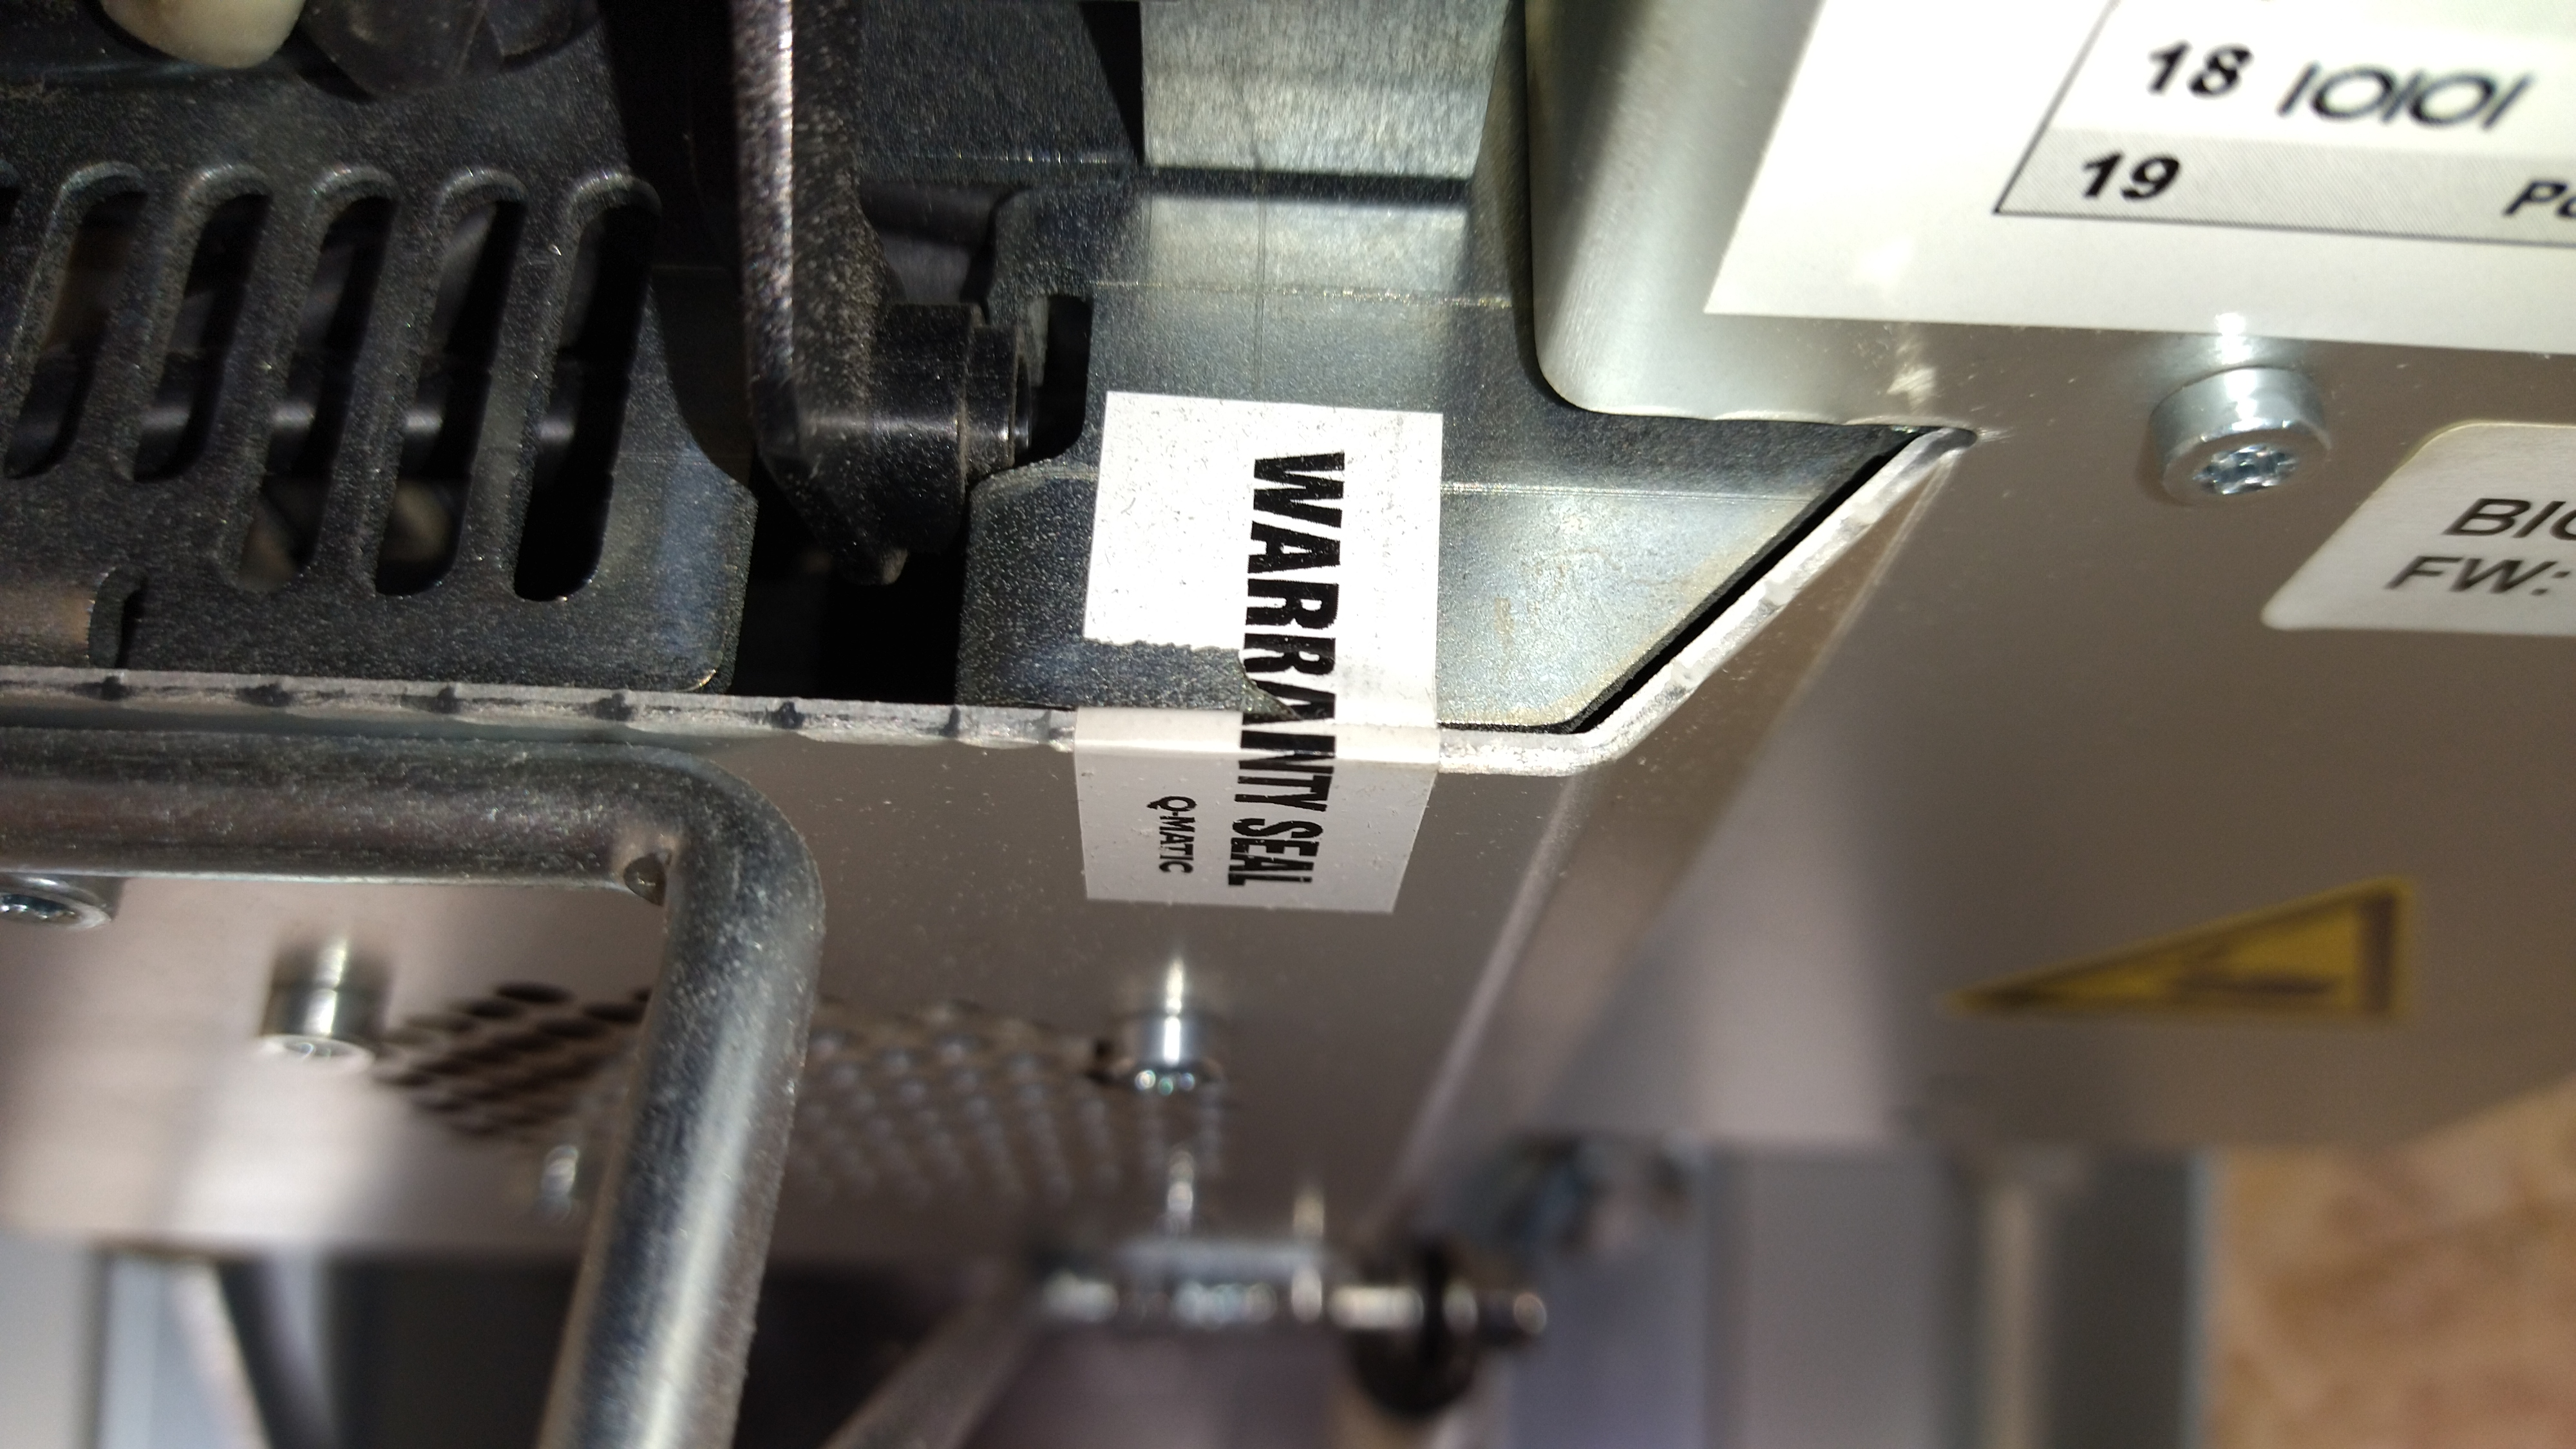 18 IOIOI
19
WARRANTY SEAL
Q-MATIC
FW: